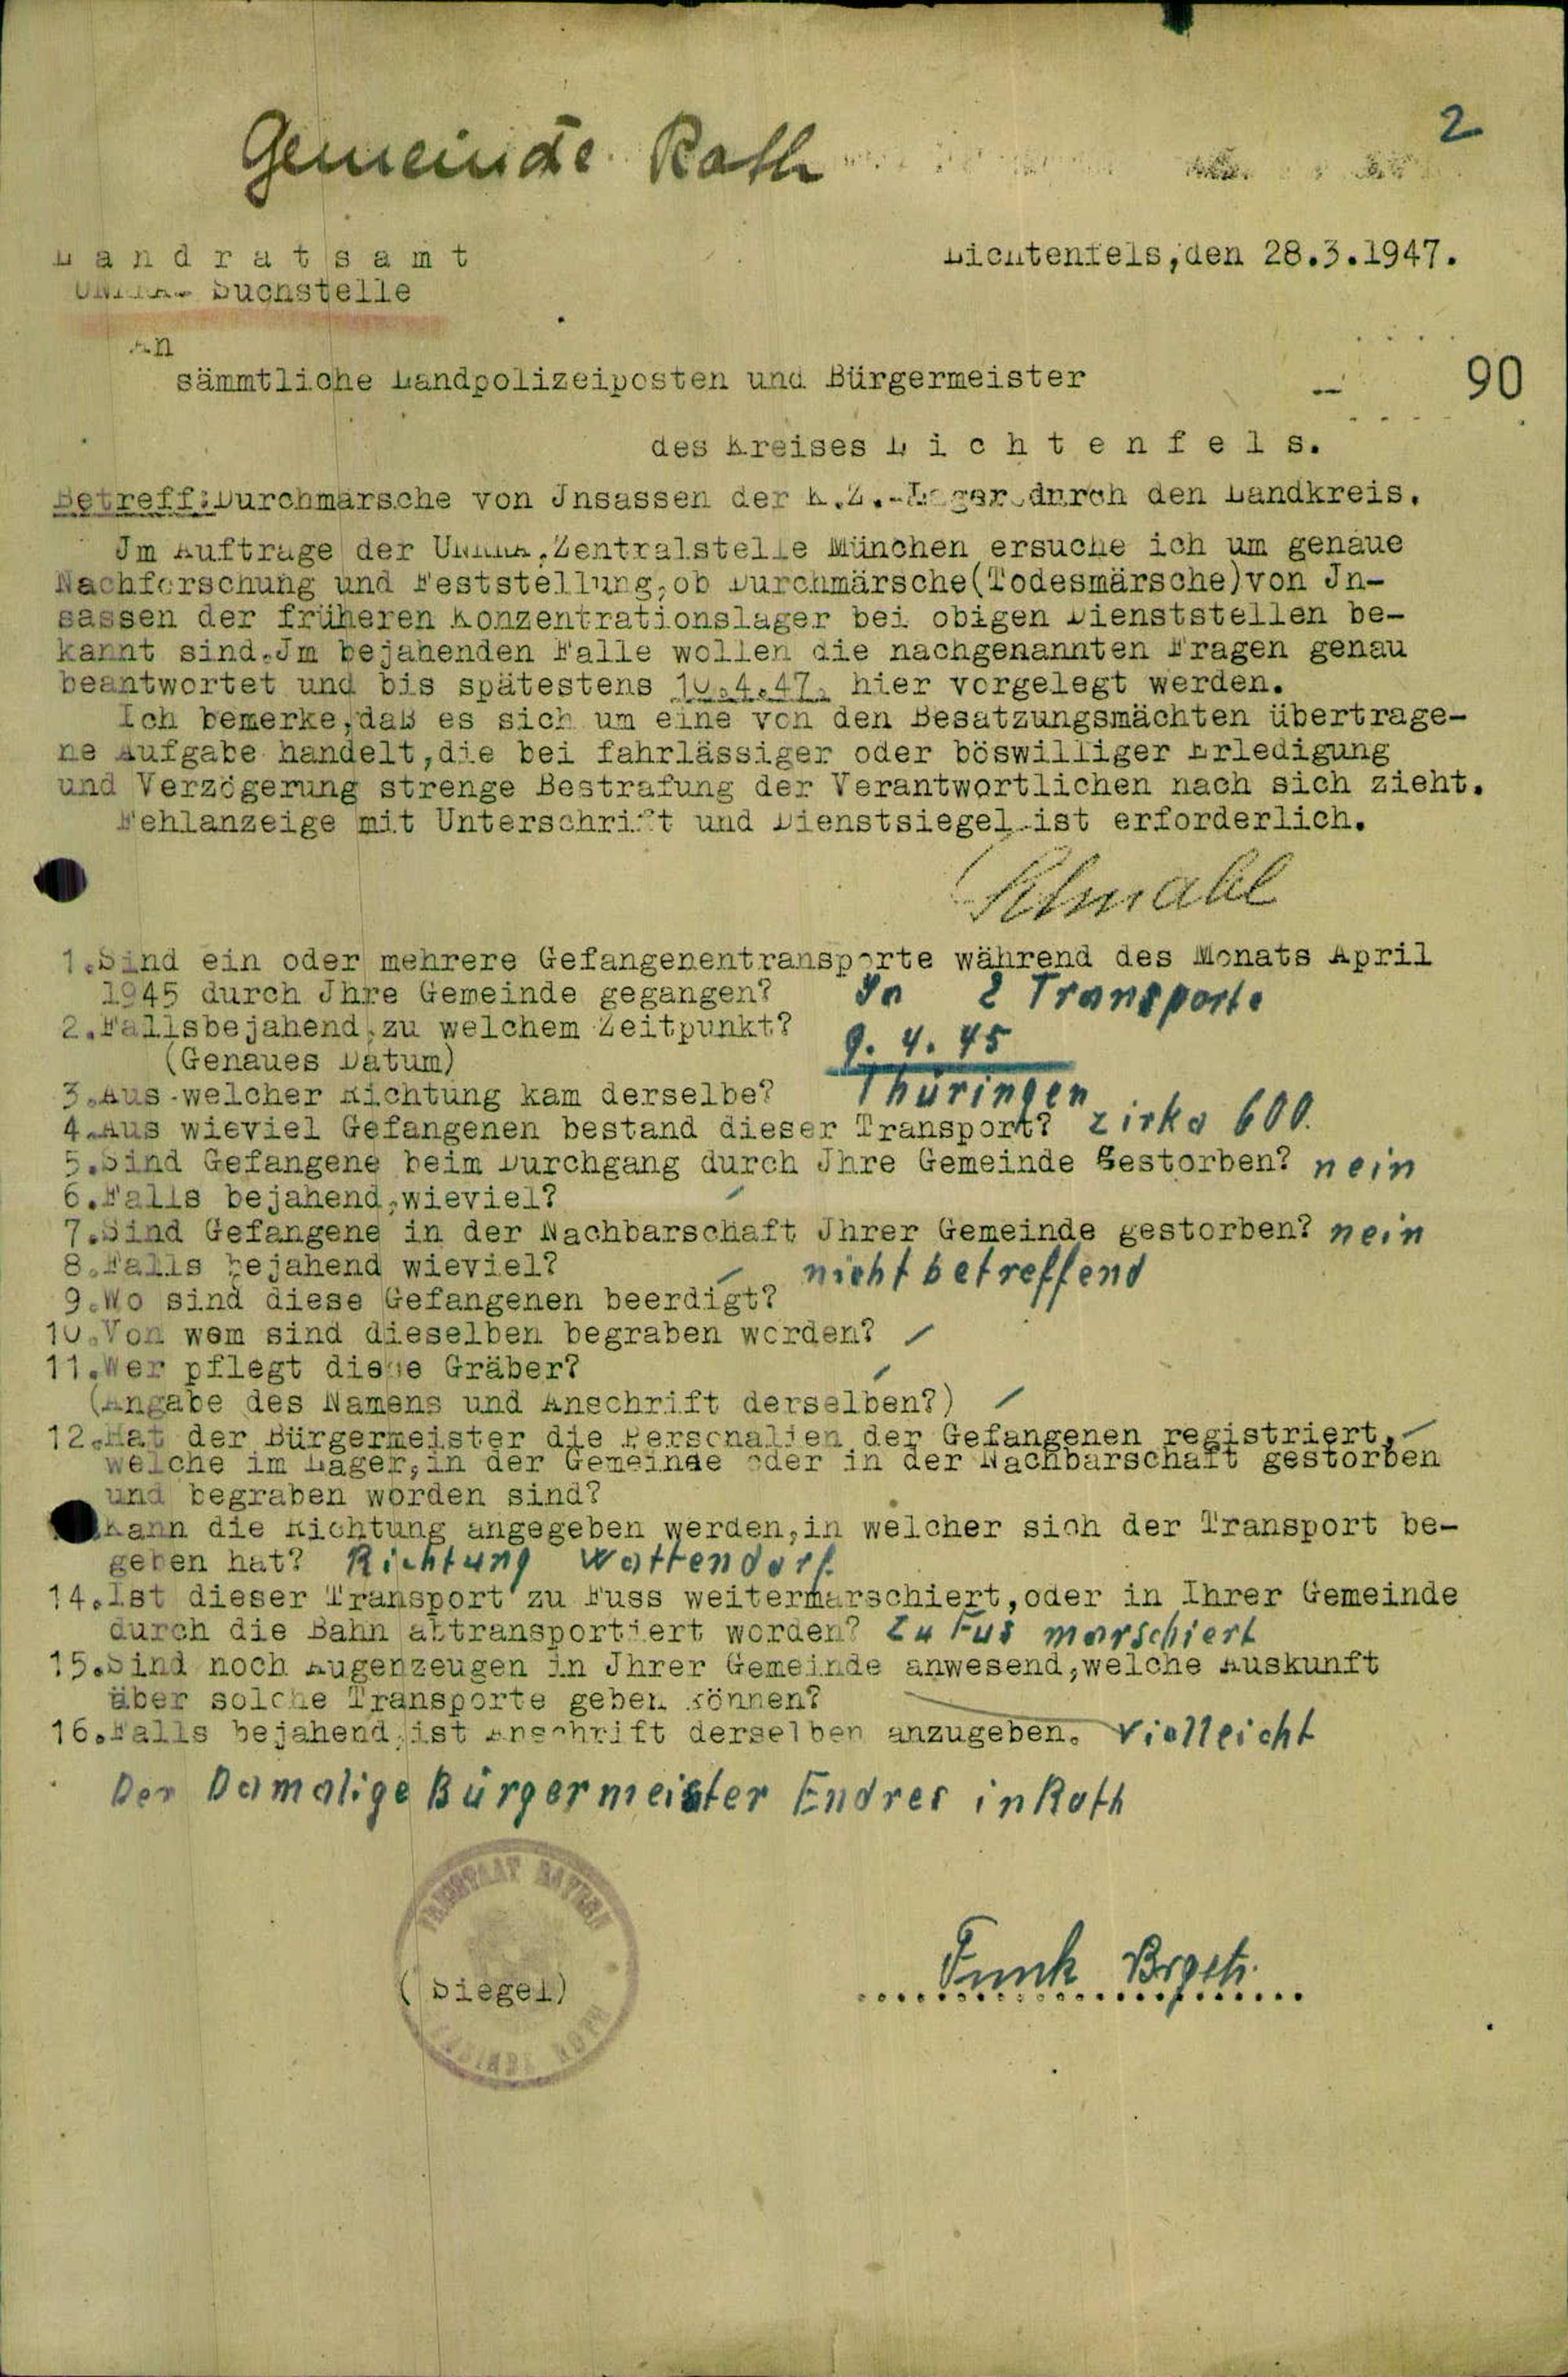 2
Gemeinde Roth
Landratsamt
Lichtenfels,den 28.3.1947.
UNRRA- Suchstelle
An
sämmtliche Landpolizeiposten und Bürgermeister
90
des Kreises Lichtenfels.
Betreff:Durchmärsche von Jnsassen der K.Z.-Lager durch den Landkreis.
Jm Auftrage der UNRRA,Zentralstelle München ersuche ich um genaue
Nachforschung und Feststellung,ob Durchmärsche(Todesmärsche)von Jn-
sassen der früheren Konzentrationslager bei obigen Dienststellen be-
kannt sind.Jm bejahenden Falle wollen die nachgenannten Fragen genau
beantwortet und bis spätestens 10.4.47. hier vorgelegt werden.
Ich bemerke,daß es sich um eine von den Besatzungsmächten übertrage-
ne Aufgabe handelt,die bei fahrlässiger oder böswilliger Erledigung
und Verzögerung strenge Bestrafung der Verantwortlichen nach sich zieht.
Fehlanzeige mit Unterschrift und Dienstsiegel ist erforderlich.
1.Sind ein oder mehrere Gefangenentransporte während des Monats April
1945 durch Jhre Gemeinde gegangen? Ja 2 Transporte
2.Fallsbejahend,zu welchem Zeitpunkt? 9. 4. 45
(Genaues Datum)
3.Aus welcher Richtung kam derselbe? Thüringen
4.Aus wieviel Gefangenen bestand dieser Transport? zirka 600.
5.Sind Gefangene beim Durchgang durch Jhre Gemeinde Gestorben? nein
6.Falls bejahend,wieviel?
7.Sind Gefangene in der Nachbarschaft Jhrer Gemeinde gestorben? nein
8.Falls bejahend wieviel? nicht betreffend
9.Wo sind diese Gefangenen beerdigt?
10.Von wem sind dieselben begraben worden?
11.Wer pflegt diese Gräber?
(Angabe des Namens und Anschrift derselben?)
12.Hat der Bürgermeister die Personalien der Gefangenen registriert,
welche im Lager,in der Gemeinde oder in der Nachbarschaft gestorben
und begraben worden sind?
Kann die Richtung angegeben werden,in welcher sich der Transport be-
geben hat? Richtung Wattendorf.
14.Ist dieser Transport zu Fuss weitermarschiert,oder in Ihrer Gemeinde
durch die Bahn abtransportiert worden? Zu Fus marschiert
15.Sind noch Augenzeugen in Jhrer Gemeinde anwesend,welche Auskunft
über solche Transporte geben können?
16.Falls bejahend,ist Anschrift derselben anzugeben. Vielleicht
Der Damalige Bürgermeister Endres in Roth
FREISTAAT BAYERN
(Siegel)
Funk Brgstr.
GEMEINDE ROTH